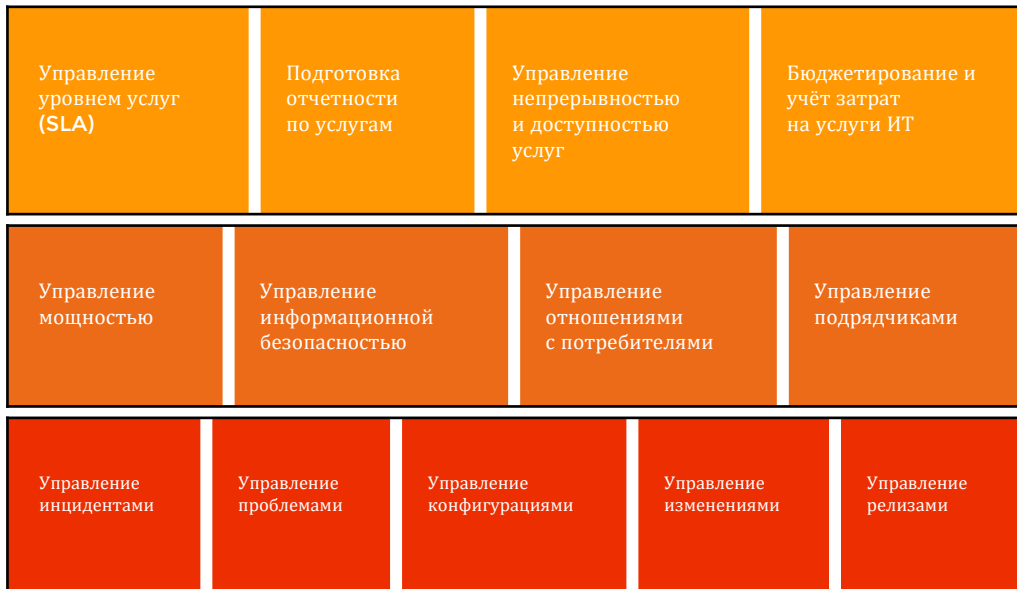 Управление
уровнем услуг
(SLA)
Подготовка
отчетности
по услугам
Управление
непрерывностью
и доступностью
услуг
Бюджетирование и
учёт затрат
на услуги ИТ
Управление
мощностью
Управление
информационной
безопасностью
Управление
отношениями
с потребителями
Управление
подрядчиками
Управление
инцидентами
Управление
проблемами
Управление
конфигурациями
Управление
изменениями
Управление
релизами